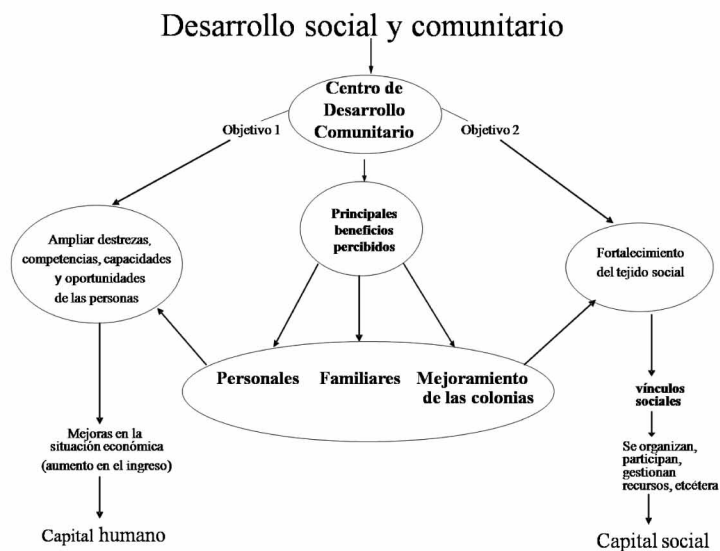 Desarrollo social y comunitario
Centro de
Desarrollo
Comunitario
Objetivo 1
Objetivo 2
Principales
beneficios
percibidos
Ampliar destrezas,
competencias, capacidades
y oportunidades
de las personas
Fortalecimiento
del tejido social
Personales Familiares Mejoramiento
de las colonias
vínculos
sociales
Mejoras en la
situación económica
(aumento en el ingreso)
Se organizan,
participan,
gestionan
recursos, etcétera
Capital humano
Capital social